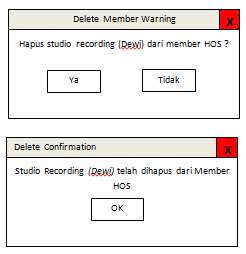 Delete Member Warning X
Hapus studio recording (Dewi) dari member HOS ?
Ya Tidak
Delete Confirmation X
Studio Recording (Dewi) telah dihapus dari Member
HOS
OK